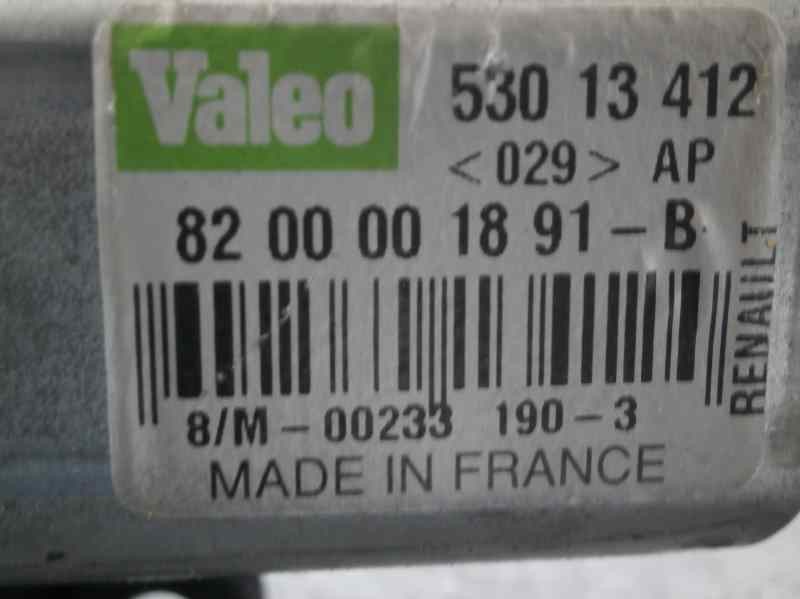 Valeo 530 13 412
<029> AP
82 00 00 18 91 - B
RENAULT
8/M - 00233 190 - 3
MADE IN FRANCE